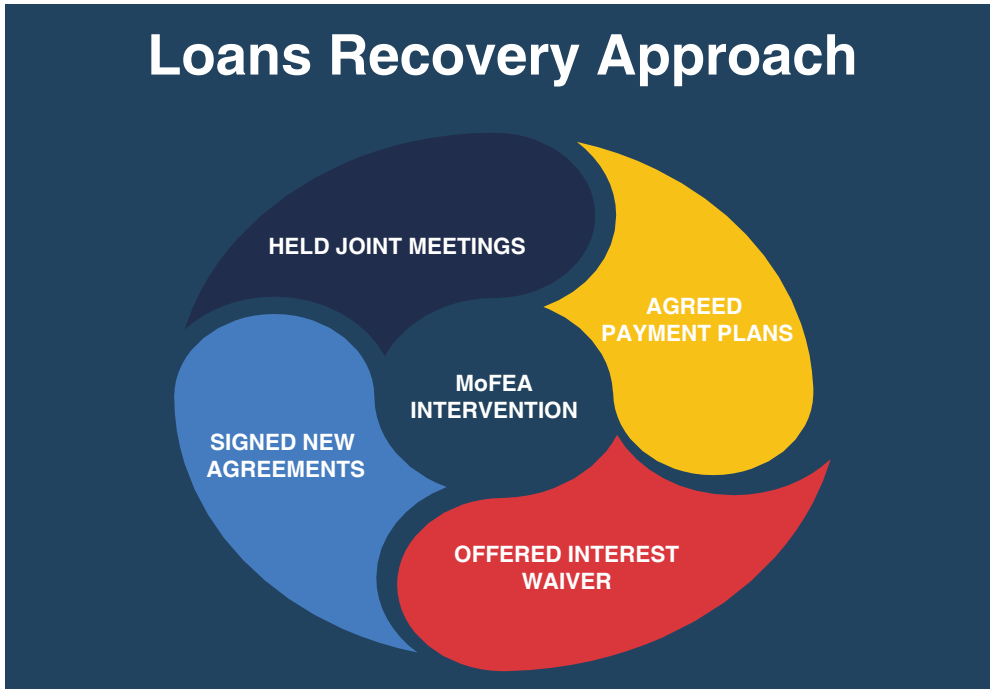 Loans Recovery Approach
HELD JOINT MEETINGS
AGREED
PAYMENT PLANS
MoFEA
INTERVENTION
SIGNED NEW
AGREEMENTS
OFFERED INTEREST
WAIVER